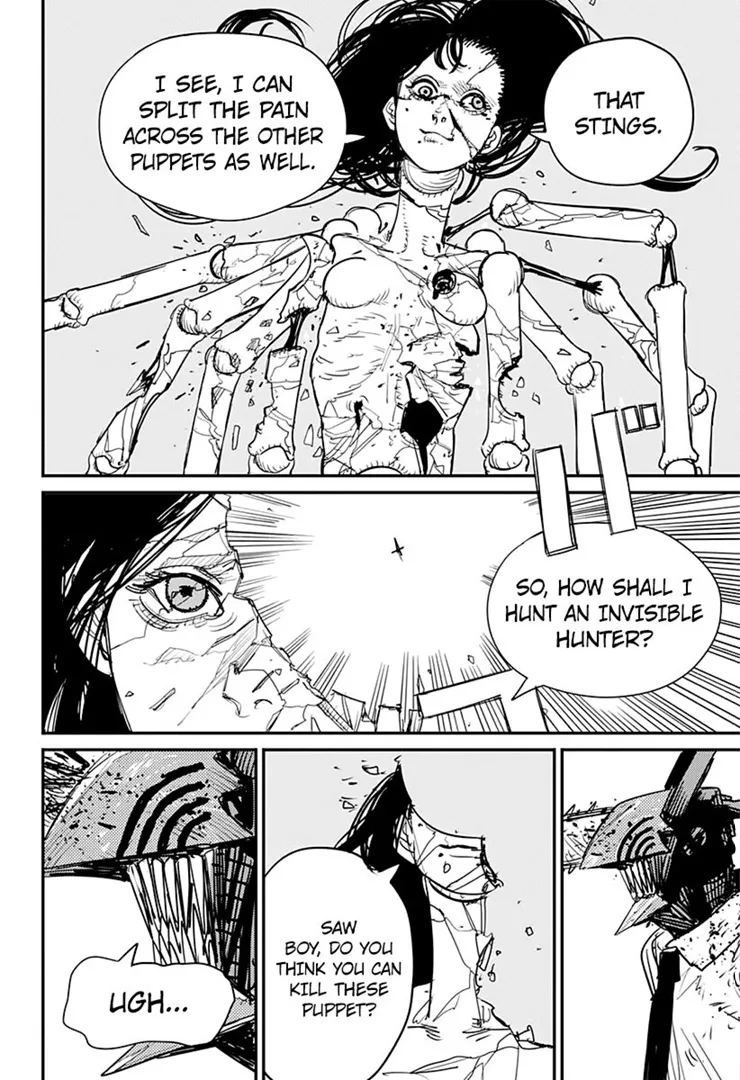 THAT
STINGS.
I SEE, I CAN
SPLIT THE PAIN
ACROSS THE OTHER
PUPPETS AS WELL.
SO, HOW SHALL I
HUNT AN INVISIBLE
HUNTER?
SAW
BOY, DO YOU
THINK YOU CAN
KILL THESE
PUPPET?
UGH...